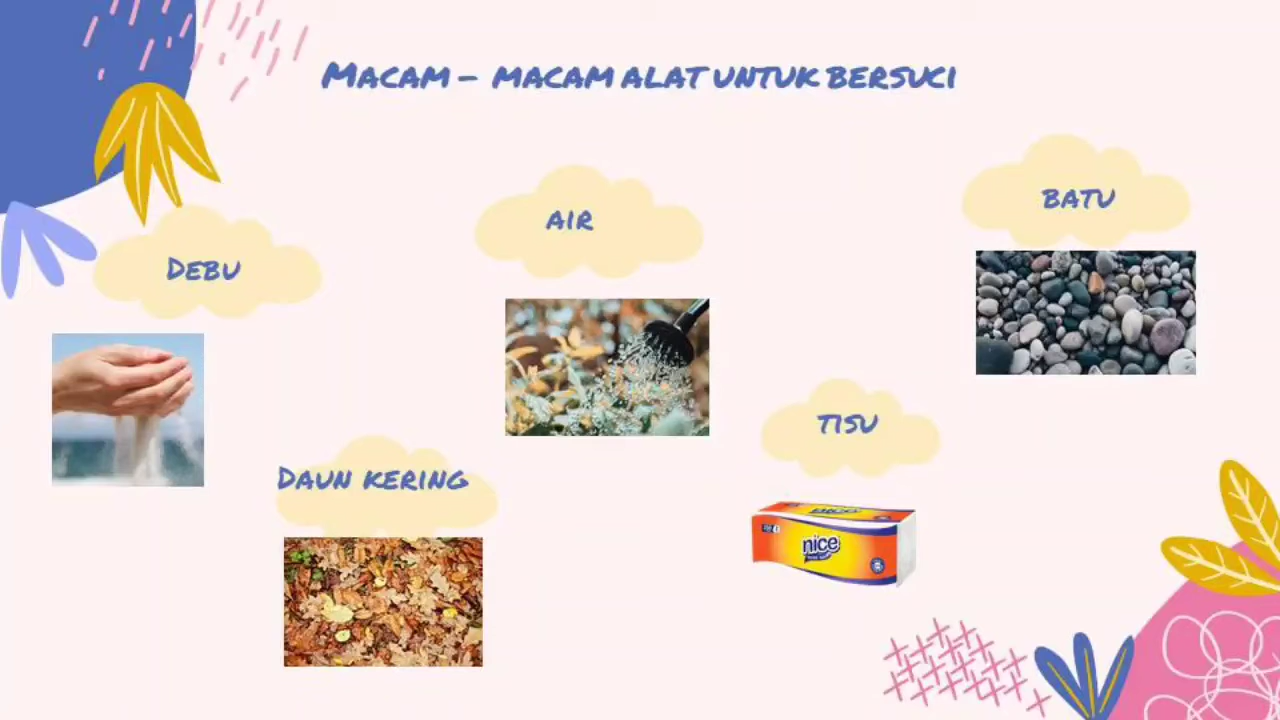 Macam - macam alat untuk bersuci
Debu
air
batu
Daun kering
tisu
nice